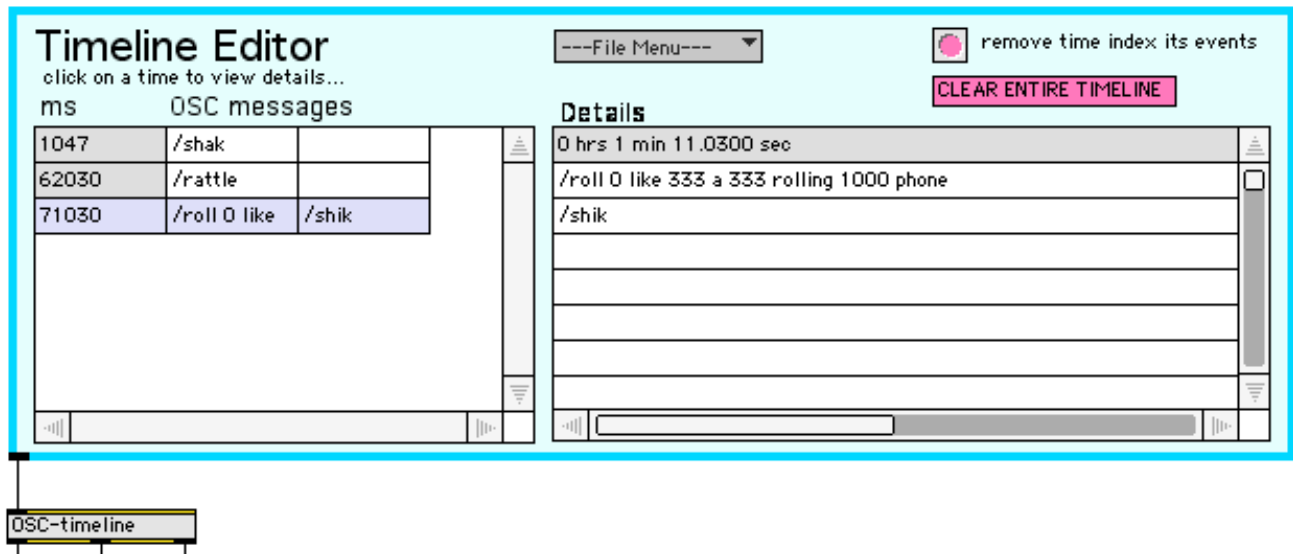 Timeline Editor
click on a time to view details...
ms OSC messages
1047 /shak
62030 /rattle
71030 /roll 0 like /shik
---File Menu---
remove time index its events
CLEAR ENTIRE TIMELINE
Details
0 hrs 1 min 11.0300 sec
/roll 0 like 333 a 333 rolling 1000 phone
/shik
OSC-timeline